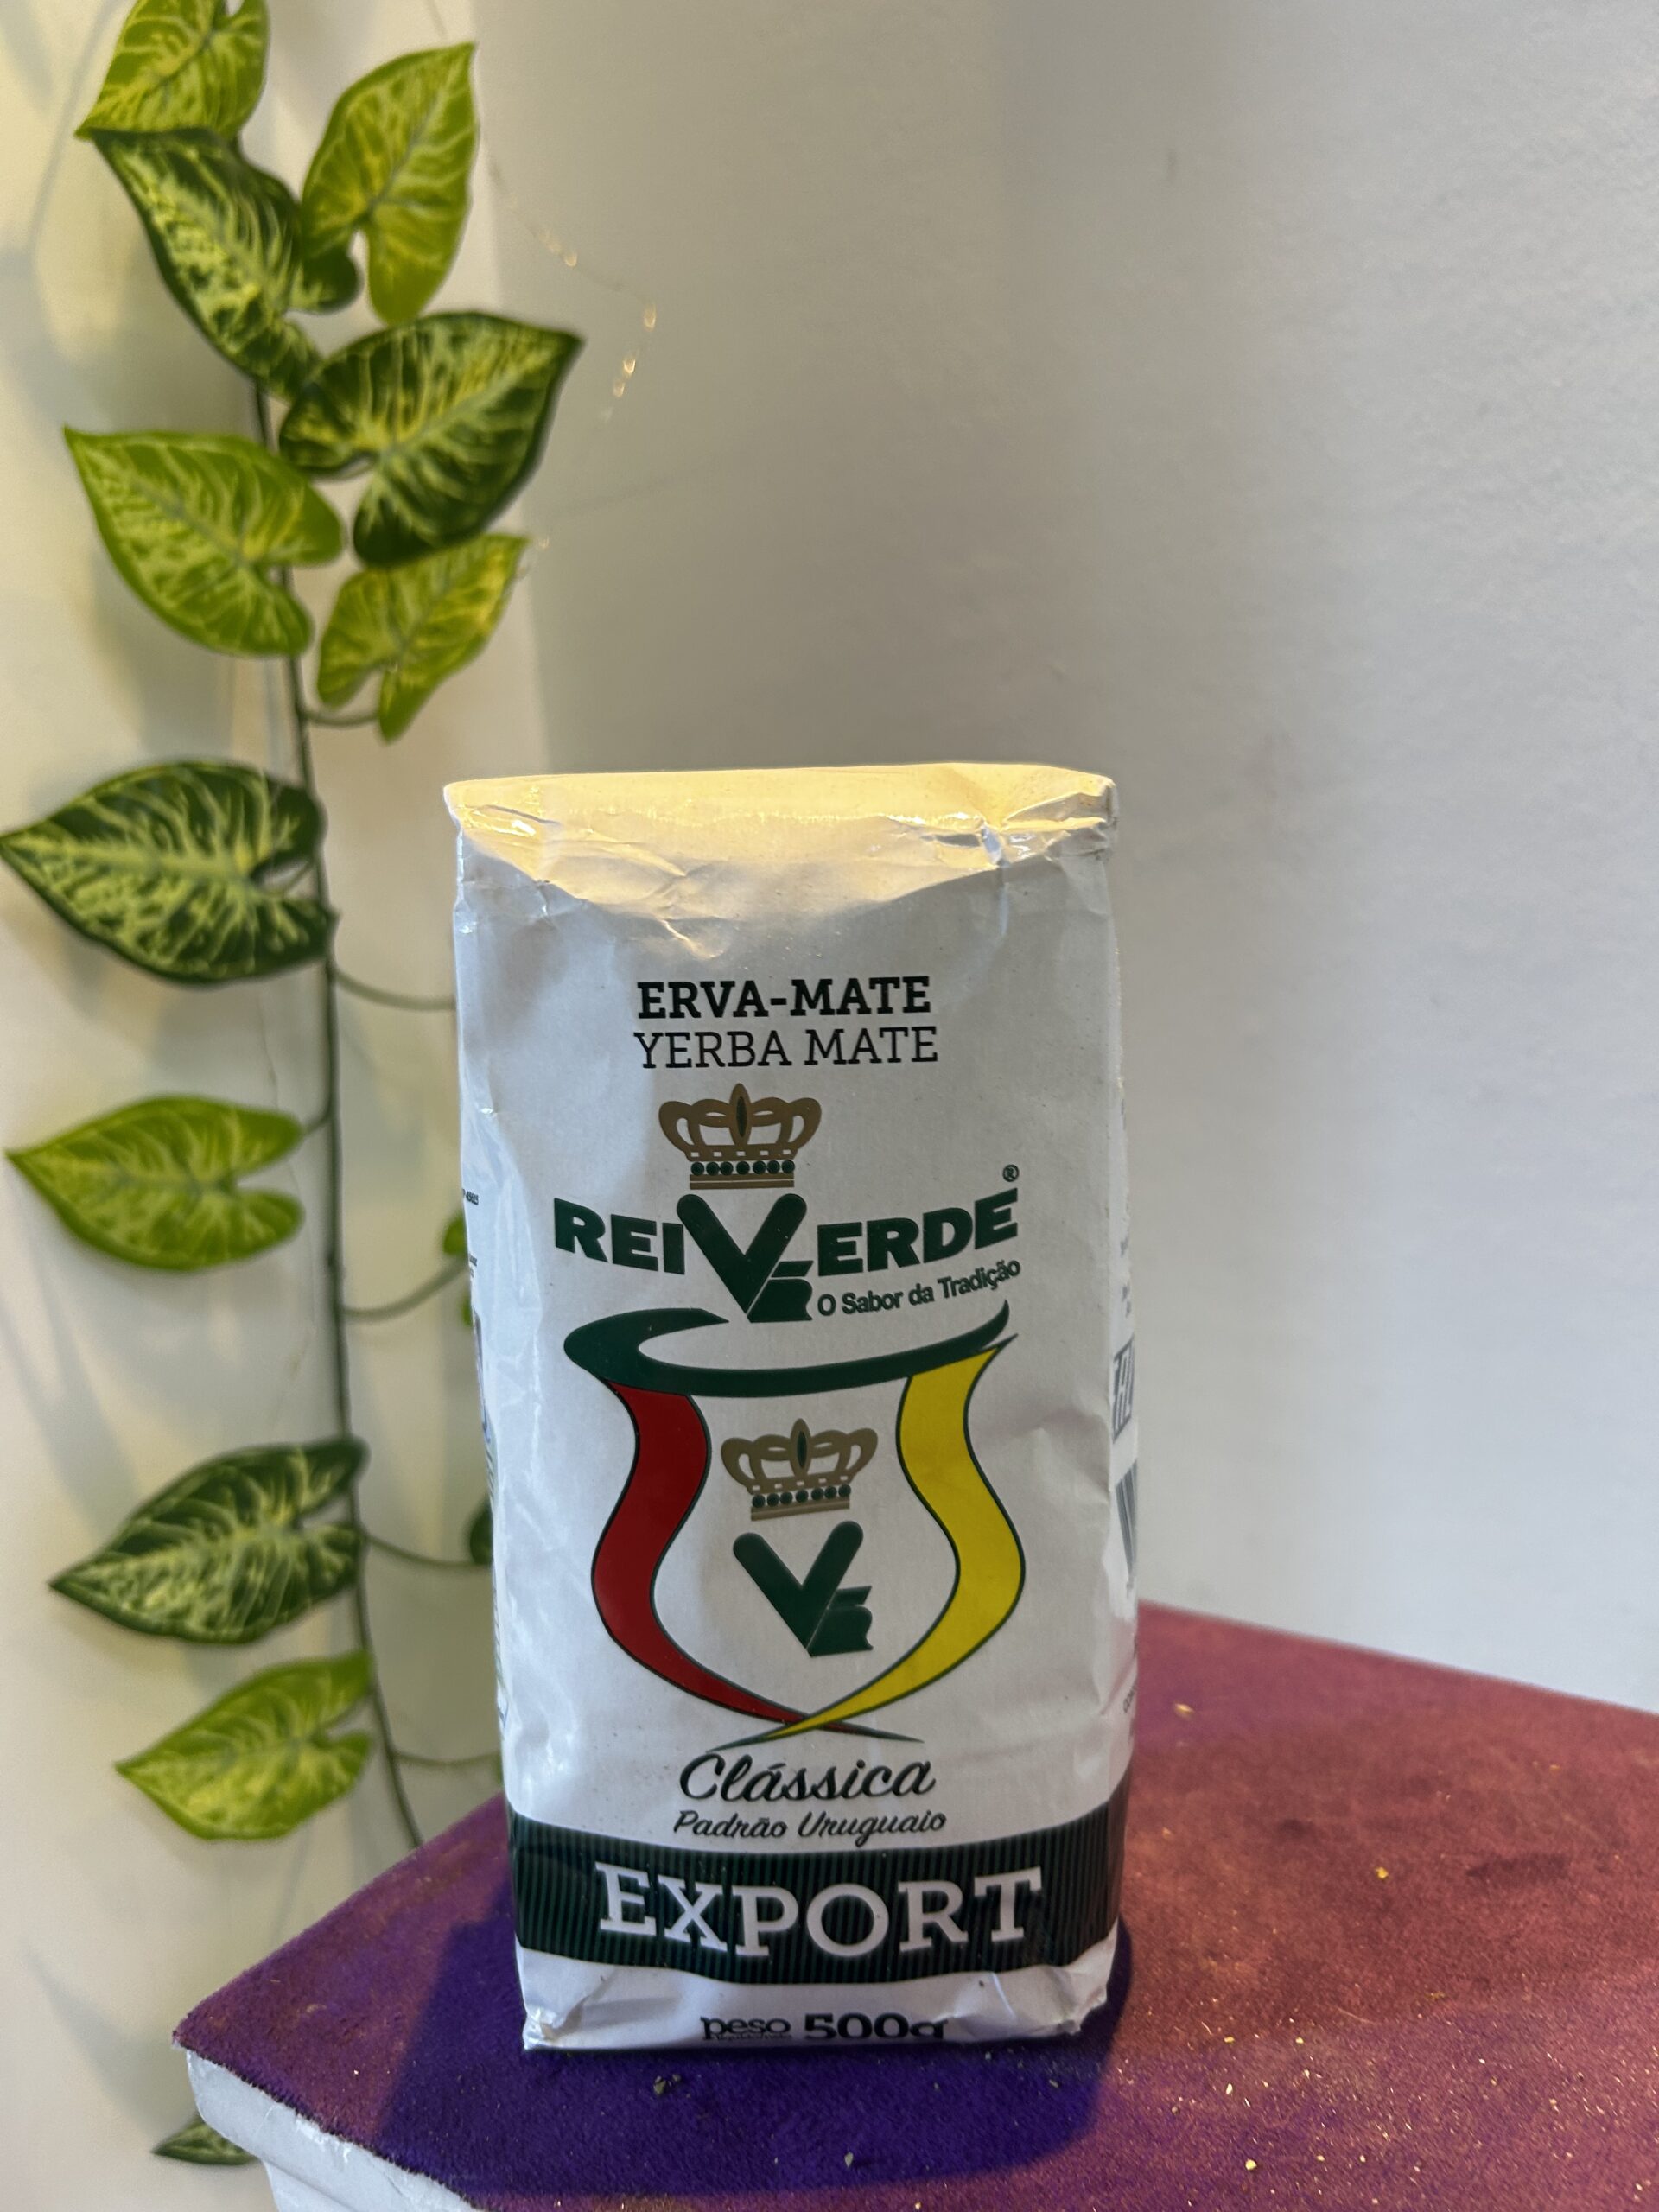 ERVA-MATE
YERBA MATE
REIVERDE®
O Sabor da Tradição
Clássica
Padrão Uruguaio
EXPORT
peso 500g